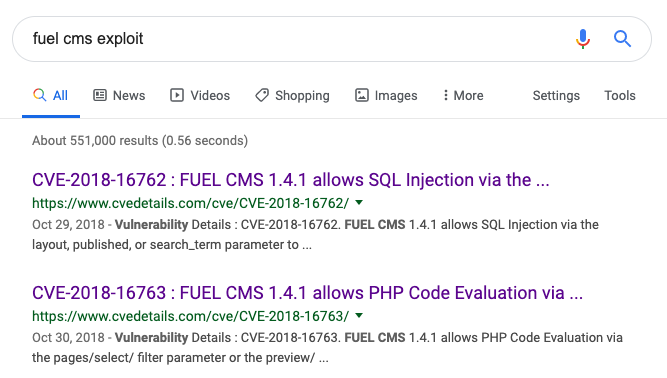 fuel cms exploit
All News Videos Shopping Images More Settings Tools
About 551,000 results (0.56 seconds)
CVE-2018-16762 : FUEL CMS 1.4.1 allows SQL Injection via the ...
https://www.cvedetails.com/cve/CVE-2018-16762/
Oct 29, 2018 - Vulnerability Details : CVE-2018-16762. FUEL CMS 1.4.1 allows SQL Injection via the
layout, published, or search_term parameter to ...
CVE-2018-16763 : FUEL CMS 1.4.1 allows PHP Code Evaluation via ...
https://www.cvedetails.com/cve/CVE-2018-16763/
Oct 30, 2018 - Vulnerability Details : CVE-2018-16763. FUEL CMS 1.4.1 allows PHP Code Evaluation via
the pages/select/ filter parameter or the preview/ ...